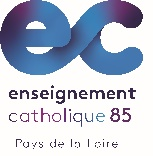 ec
enseignement
catholique 85
Pays de la Loire